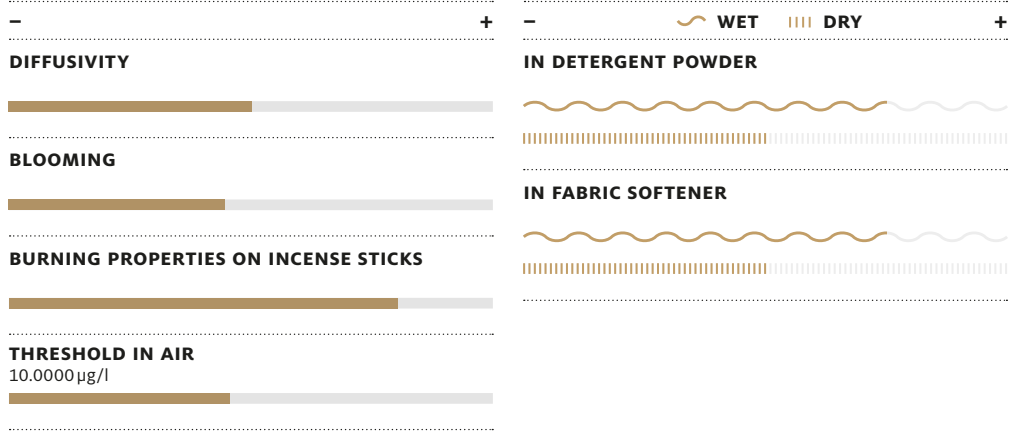 – +
DIFFUSIVITY
BLOOMING
BURNING PROPERTIES ON INCENSE STICKS
THRESHOLD IN AIR
10.0000 µg/l
– WET DRY +
IN DETERGENT POWDER
IN FABRIC SOFTENER